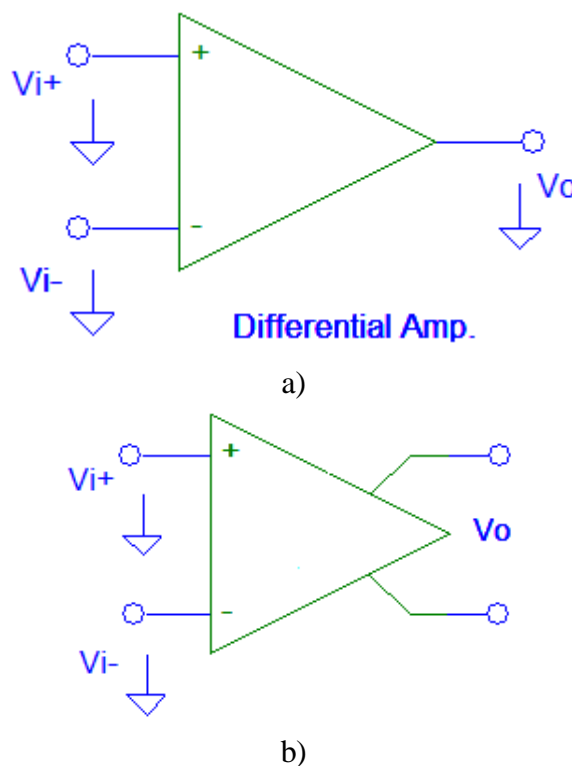 +
Vi+
Vo
-
Vi-
Differential Amp.
a)
+
Vi+
Vo
-
Vi-
b)